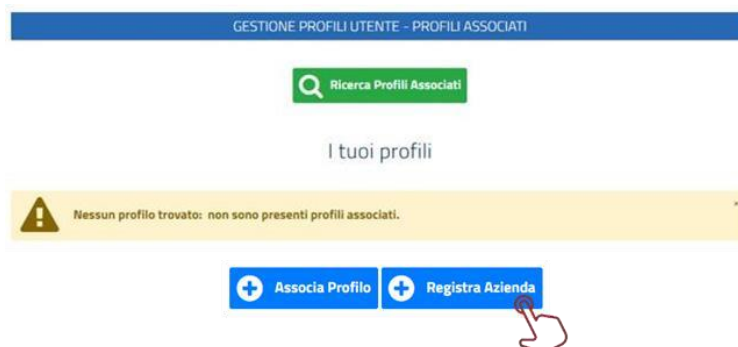 GESTIONE PROFILI UTENTE - PROFILI ASSOCIATI
Ricerca Profili Associati
I tuoi profili
Nessun profilo trovato: non sono presenti profili associati.
Associa Profilo
Registra Azienda